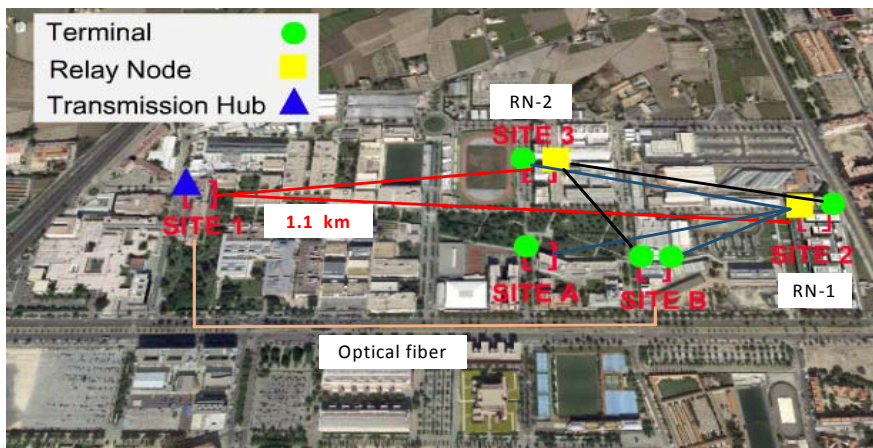 Terminal
Relay Node
Transmission Hub
RN-2
SITE 3
SITE 1
1.1 km
SITE 2
SITE A
SITE B
RN-1
Optical fiber